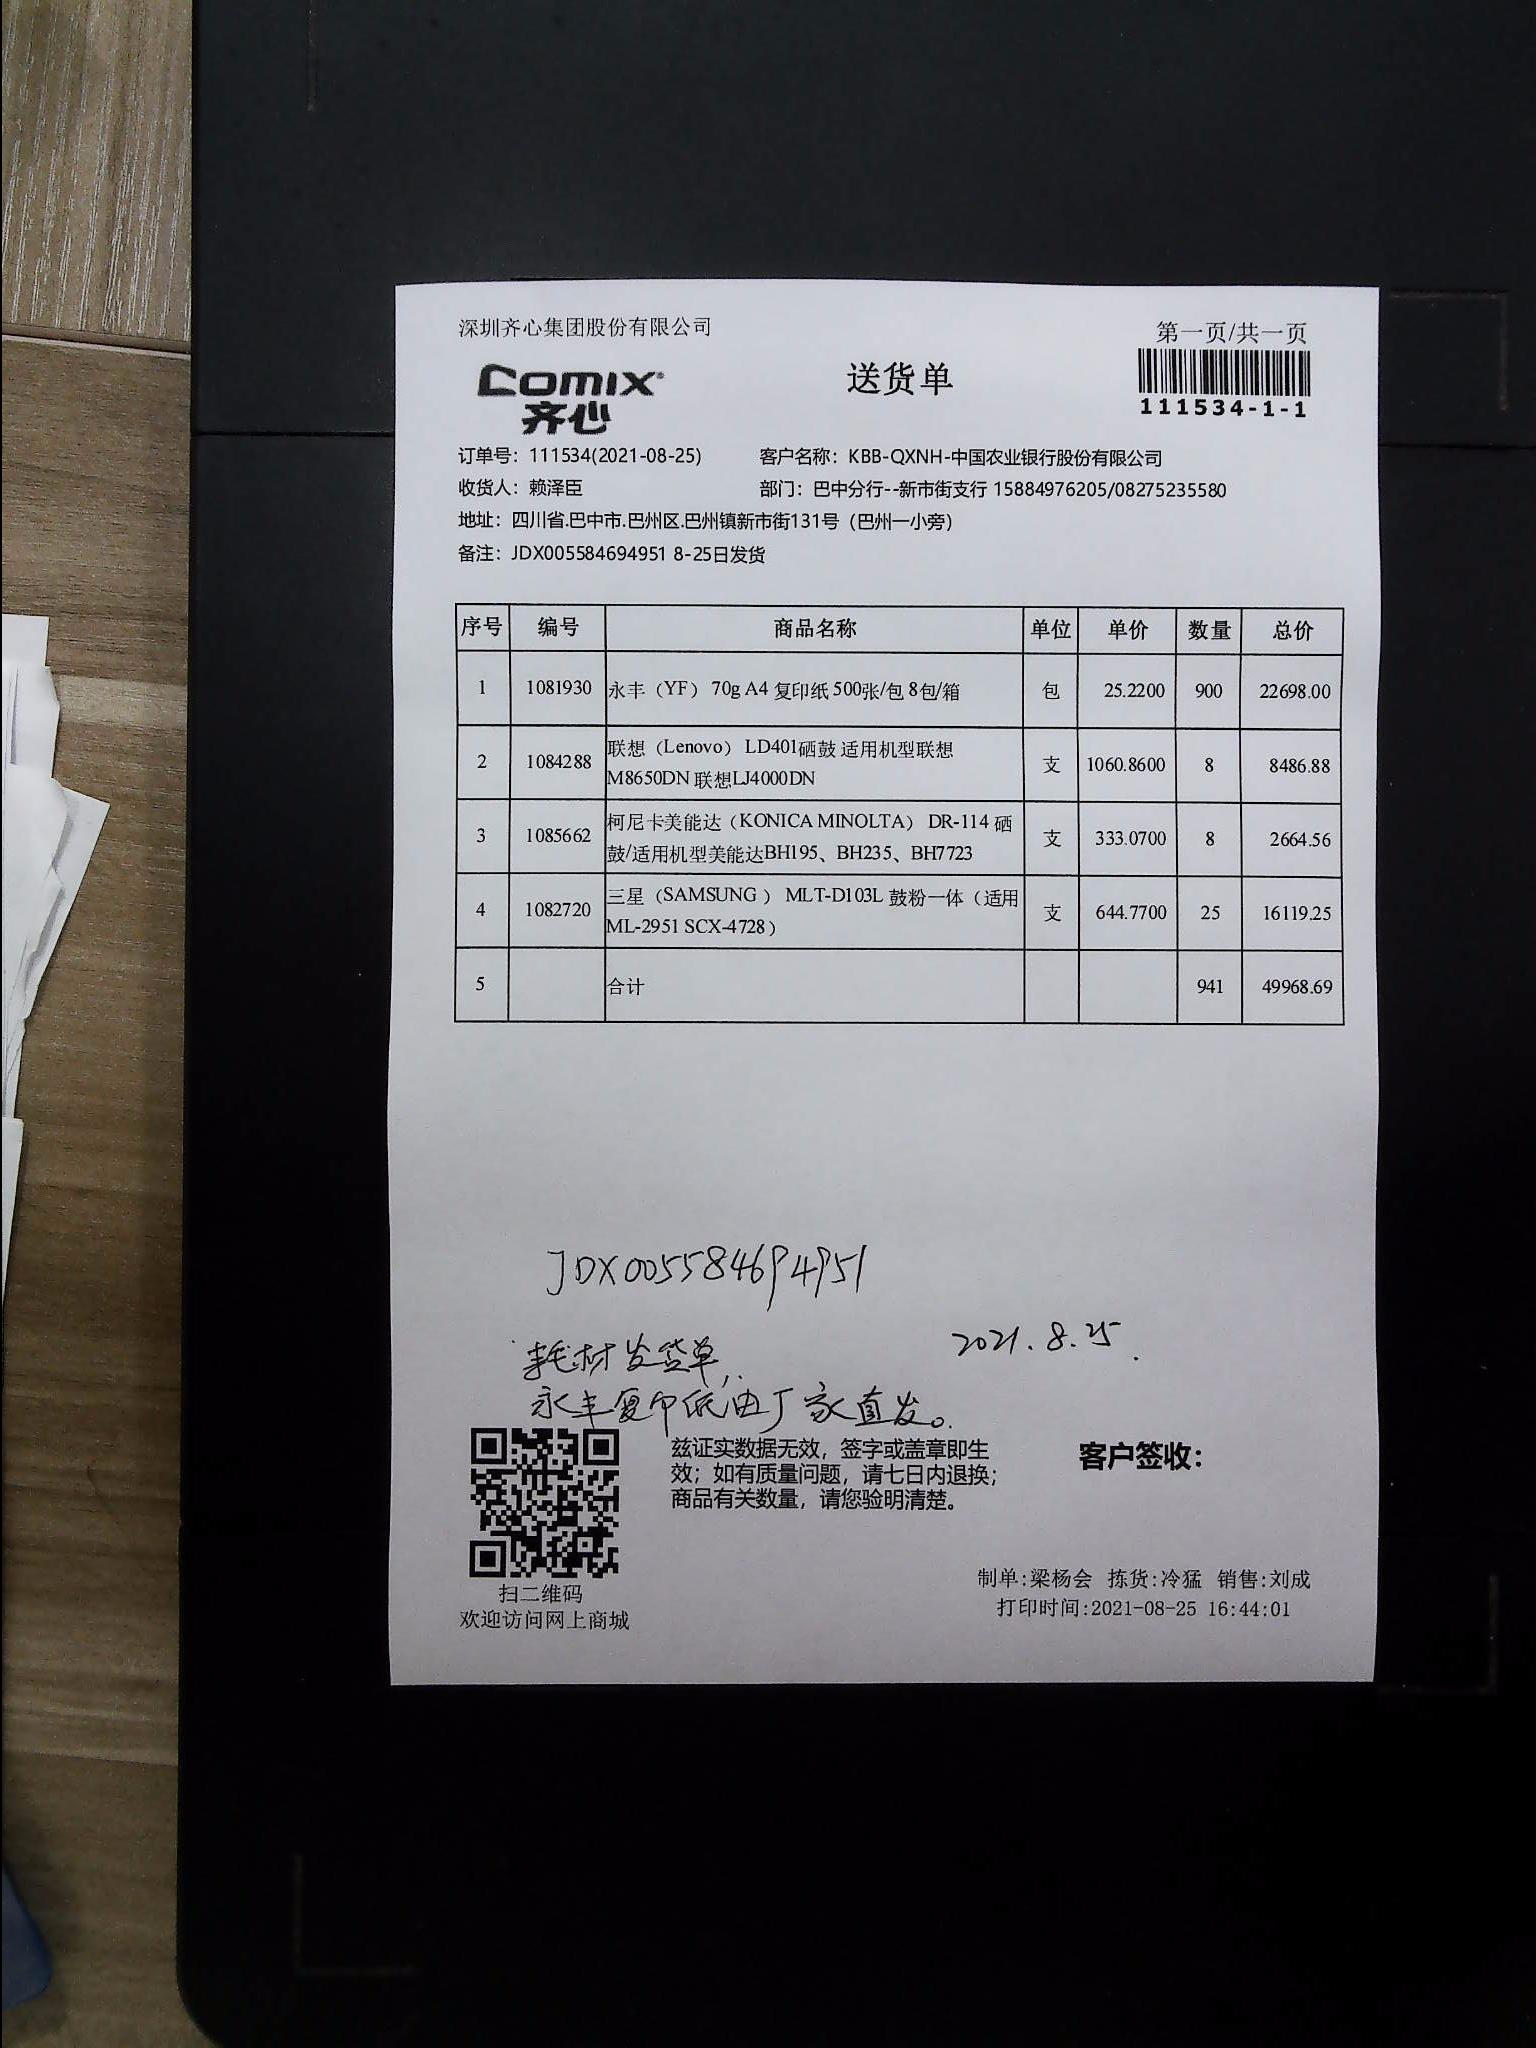 深圳齐心集团股份有限公司
第一页/共一页
COMIX®
齐心
送货单
111534-1-1
订单号：111534(2021-08-25) 客户名称：KBB-QXNH-中国农业银行股份有限公司
收货人：赖泽臣 部门：巴中分行--新市街支行 15884976205/08275235580
地址：四川省.巴中市.巴州区.巴州镇新市街131号（巴州一小旁）
备注：JDX005584694951 8-25日发货
序号 编号 商品名称 单位 单价 数量 总价
1 1081930 永丰（YF） 70g A4 复印纸 500张/包 8包/箱 包 25.2200 900 22698.00
2 1084288 联想（Lenovo） LD401硒鼓 适用机型联想 支 1060.8600 8 8486.88
M8650DN 联想LJ4000DN
3 1085662 柯尼卡美能达（KONICA MINOLTA） DR-114 硒 支 333.0700 8 2664.56
鼓/适用机型美能达BH195、BH235、BH7723
4 1082720 三星（SAMSUNG ） MLT-D103L 鼓粉一体（适用 支 644.7700 25 16119.25
ML-2951 SCX-4728）
5 合计 941 49968.69
JDX005584694951
2021.8.25
耗材发签单，
永丰复印纸由厂家直发。
兹证实数据无效，签字或盖章即生
效；如有质量问题，请七日内退换；
商品有关数量，请您验明清楚。
客户签收：
扫二维码
欢迎访问网上商城
制单:梁杨会 拣货:冷猛 销售:刘成
打印时间:2021-08-25 16:44:01